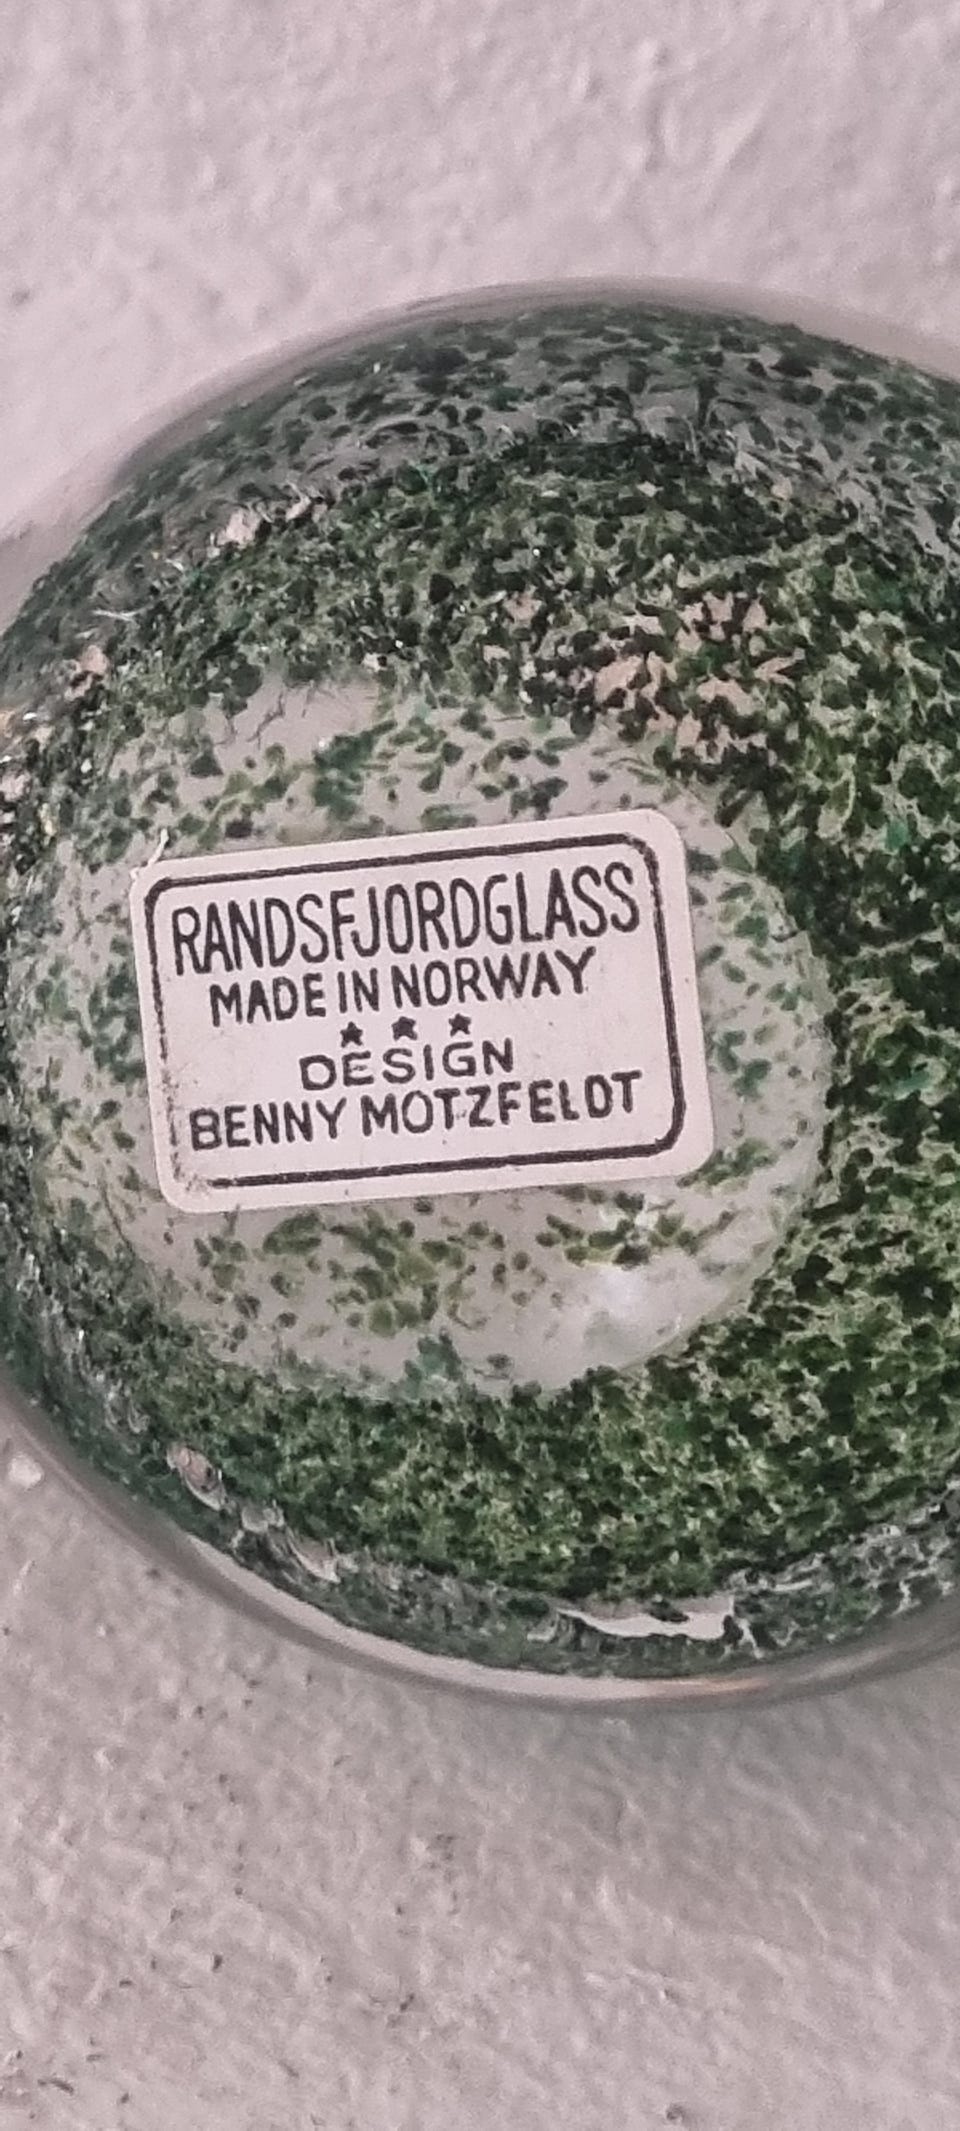 RANDSFJORDGLASS
MADE IN NORWAY
★ ★ ★
DESIGN
BENNY MOTZFELDT